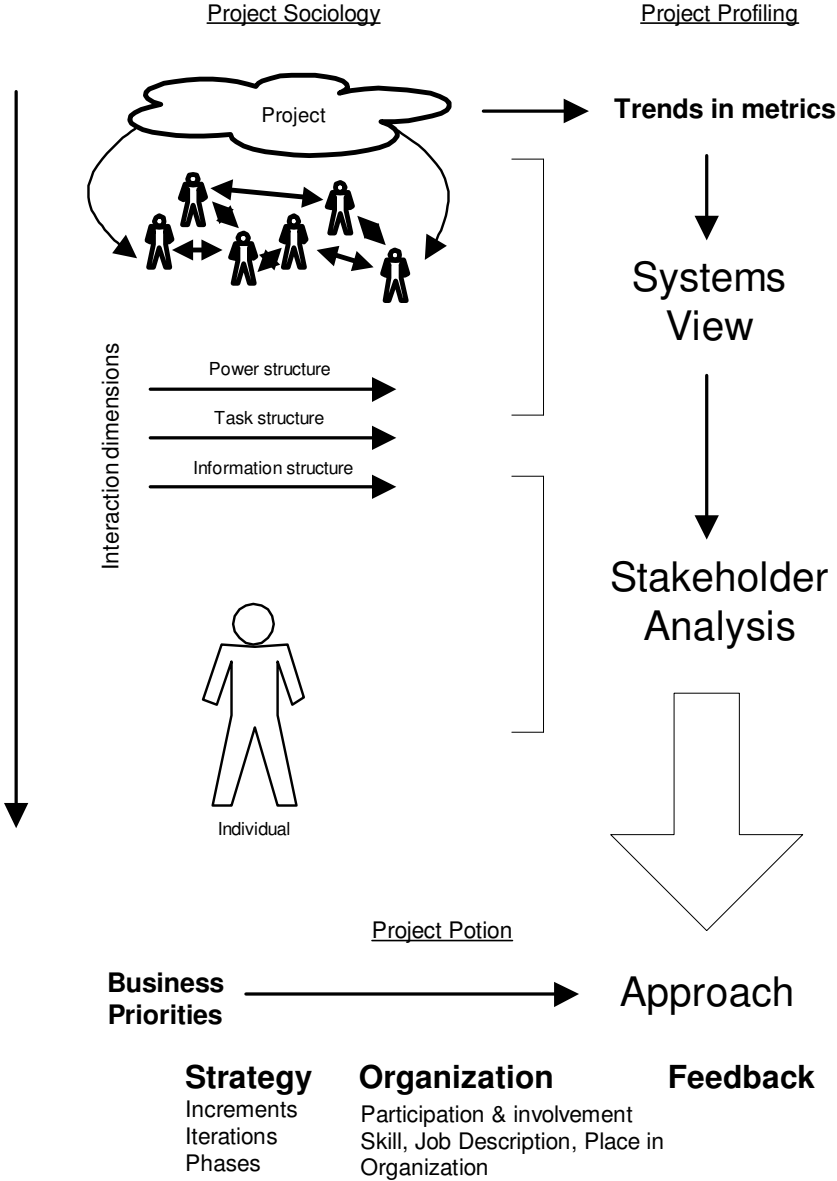 Project Sociology
Project Profiling
Project
Trends in metrics
Systems
View
Interaction dimensions
Power structure
Task structure
Information structure
Stakeholder
Analysis
Individual
Project Potion
Business
Priorities
Approach
Strategy
Increments
Iterations
Phases
Organization
Participation & involvement
Skill, Job Description, Place in
Organization
Feedback